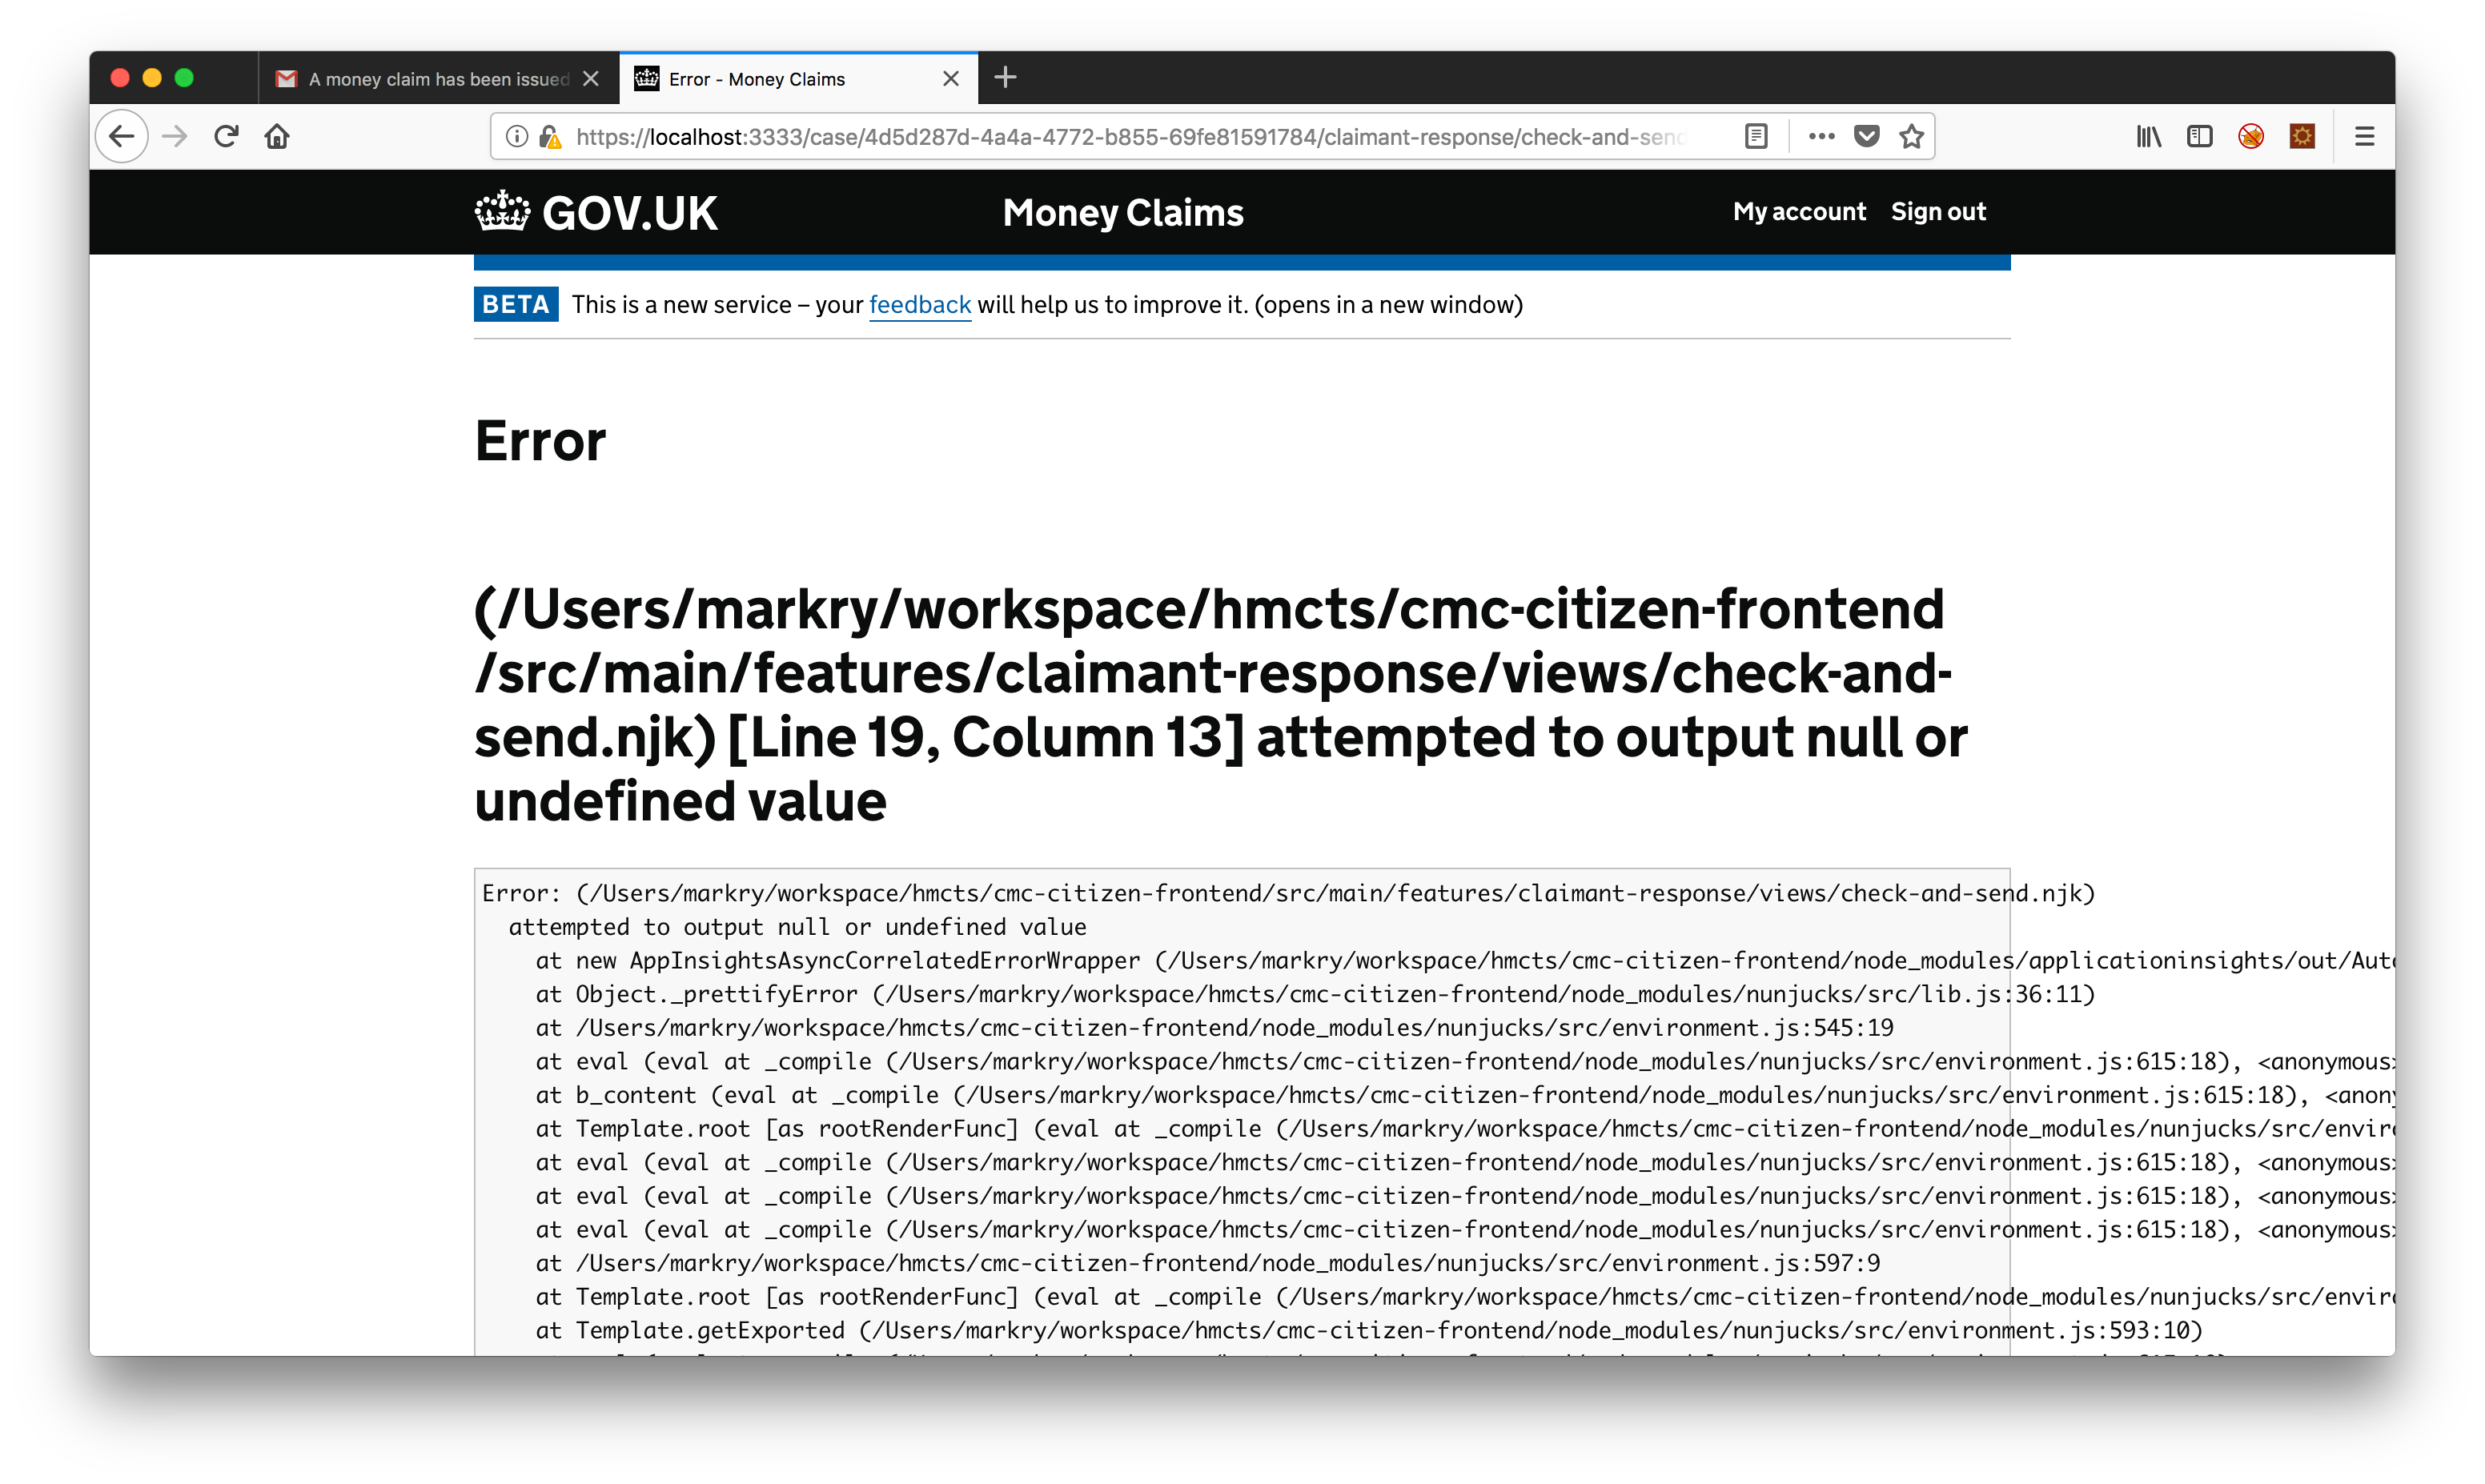 A money claim has been issued
Error - Money Claims
https://localhost:3333/case/4d5d287d-4a4a-4772-b855-69fe81591784/claimant-response/check-and-send
GOV.UK
Money Claims
My account
Sign out
BETA This is a new service – your feedback will help us to improve it. (opens in a new window)
Error
(/Users/markry/workspace/hmcts/cmc-citizen-frontend
/src/main/features/claimant-response/views/check-and-
send.njk) [Line 19, Column 13] attempted to output null or
undefined value
Error: (/Users/markry/workspace/hmcts/cmc-citizen-frontend/src/main/features/claimant-response/views/check-and-send.njk)
attempted to output null or undefined value
at new AppInsightsAsyncCorrelatedErrorWrapper (/Users/markry/workspace/hmcts/cmc-citizen-frontend/node_modules/applicationinsights/out/Auto
at Object._prettifyError (/Users/markry/workspace/hmcts/cmc-citizen-frontend/node_modules/nunjucks/src/lib.js:36:11)
at /Users/markry/workspace/hmcts/cmc-citizen-frontend/node_modules/nunjucks/src/environment.js:545:19
at eval (eval at _compile (/Users/markry/workspace/hmcts/cmc-citizen-frontend/node_modules/nunjucks/src/environment.js:615:18), <anonymous>
at b_content (eval at _compile (/Users/markry/workspace/hmcts/cmc-citizen-frontend/node_modules/nunjucks/src/environment.js:615:18), <anony
at Template.root [as rootRenderFunc] (eval at _compile (/Users/markry/workspace/hmcts/cmc-citizen-frontend/node_modules/nunjucks/src/enviro
at eval (eval at _compile (/Users/markry/workspace/hmcts/cmc-citizen-frontend/node_modules/nunjucks/src/environment.js:615:18), <anonymous>
at eval (eval at _compile (/Users/markry/workspace/hmcts/cmc-citizen-frontend/node_modules/nunjucks/src/environment.js:615:18), <anonymous>
at eval (eval at _compile (/Users/markry/workspace/hmcts/cmc-citizen-frontend/node_modules/nunjucks/src/environment.js:615:18), <anonymous>
at /Users/markry/workspace/hmcts/cmc-citizen-frontend/node_modules/nunjucks/src/environment.js:597:9
at Template.root [as rootRenderFunc] (eval at _compile (/Users/markry/workspace/hmcts/cmc-citizen-frontend/node_modules/nunjucks/src/enviro
at Template.getExported (/Users/markry/workspace/hmcts/cmc-citizen-frontend/node_modules/nunjucks/src/environment.js:593:10)